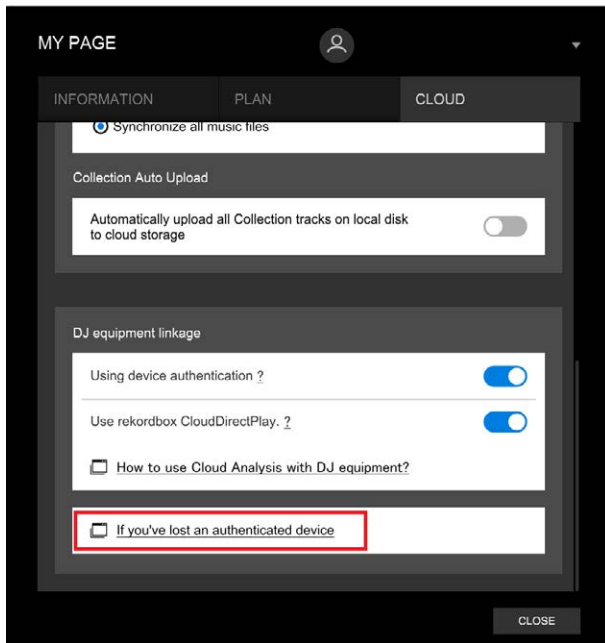 MY PAGE
INFORMATION PLAN CLOUD
Synchronize all music files
Collection Auto Upload
Automatically upload all Collection tracks on local disk
to cloud storage
DJ equipment linkage
Using device authentication ?
Use rekordbox CloudDirectPlay. ?
How to use Cloud Analysis with DJ equipment?
If you've lost an authenticated device
CLOSE